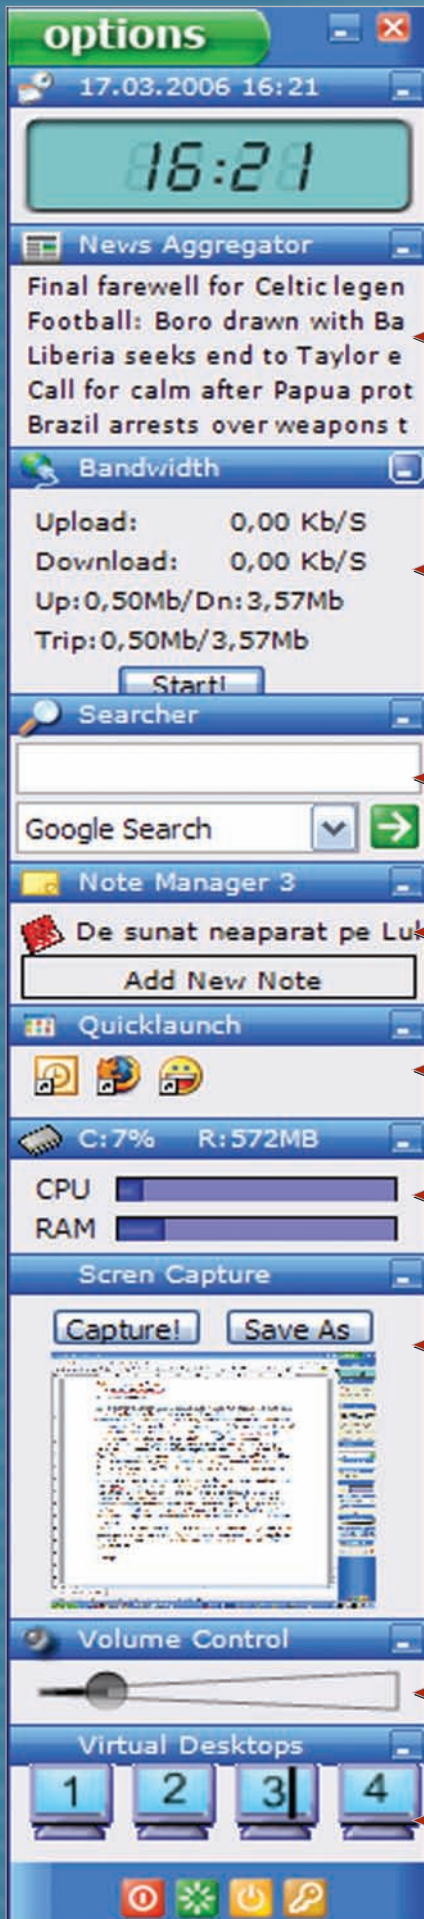 options
17.03.2006 16:21
16:21
News Aggregator
Final farewell for Celtic legen
Football: Boro drawn with Ba
Liberia seeks end to Taylor e
Call for calm after Papua prot
Brazil arrests over weapons t
Bandwidth
Upload: 0,00 Kb/S
Download: 0,00 Kb/S
Up:0,50Mb/Dn:3,57Mb
Trip:0,50Mb/3,57Mb
Start!
Searcher
Google Search
Note Manager 3
De sunat neaparat pe Luk
Add New Note
Quicklaunch
C:7% R:572MB
CPU
RAM
Scren Capture
Capture! Save As
Volume Control
Virtual Desktops
1 2 3 4